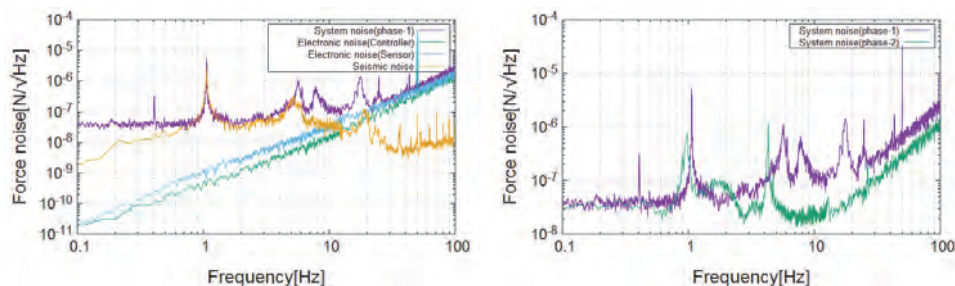 System noise(phase-1)
Electronic noise(Controller)
Electronic noise(Sensor)
Seismic noise
Force noise[N/√Hz]
10⁻⁴
10⁻⁵
10⁻⁶
10⁻⁷
10⁻⁸
10⁻⁹
10⁻¹⁰
10⁻¹¹
0.1 1 10 100
Frequency[Hz]
System noise(phase-1)
System noise(phase-2)
Force noise[N/√Hz]
10⁻⁴
10⁻⁵
10⁻⁶
10⁻⁷
10⁻⁸
0.1 1 10 100
Frequency[Hz]